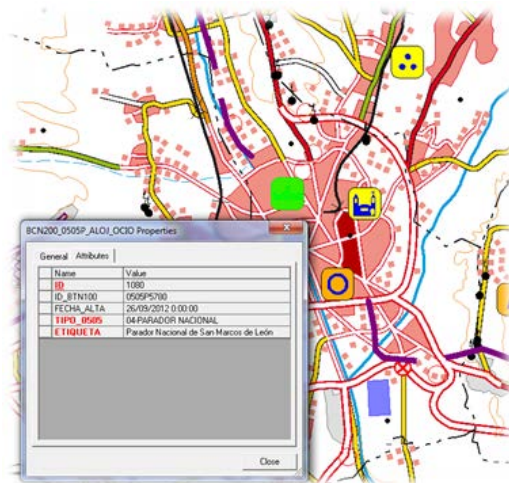 BCN200_0505P_ALOJ_OCIO Properties
General Attributes
Name Value
ID 1080
ID_BTN100 0505P5780
FECHA_ALTA 26/09/2012 0:00:00
TIPO_0505 04-PARADOR NACIONAL
ETIQUETA Parador Nacional de San Marcos de León
Close